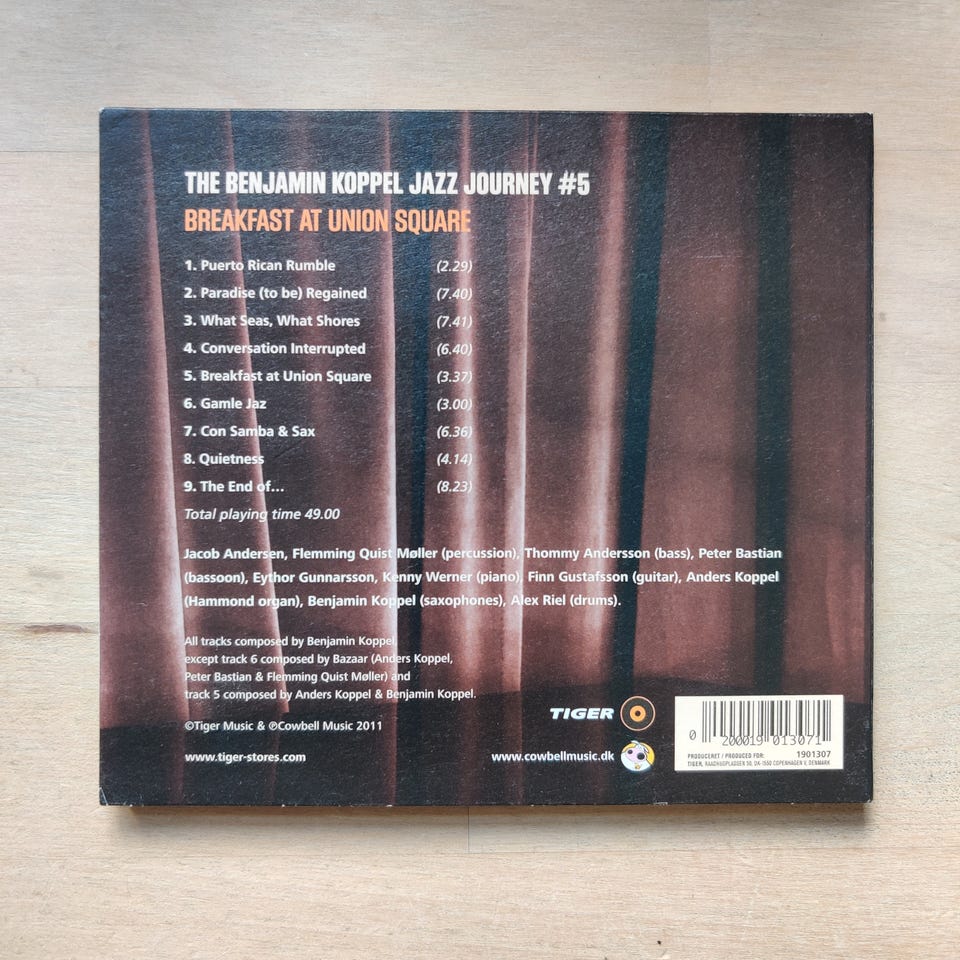 THE BENJAMIN KOPPEL JAZZ JOURNEY #5
BREAKFAST AT UNION SQUARE
1. Puerto Rican Rumble (2.29)
2. Paradise (to be) Regained (7.40)
3. What Seas, What Shores (7.41)
4. Conversation Interrupted (6.40)
5. Breakfast at Union Square (3.37)
6. Gamle Jaz (3.00)
7. Con Samba & Sax (6.36)
8. Quietness (4.14)
9. The End of... (8.23)
Total playing time 49.00
Jacob Andersen, Flemming Quist Møller (percussion), Thommy Andersson (bass), Peter Bastian
(bassoon), Eythor Gunnarsson, Kenny Werner (piano), Finn Gustafsson (guitar), Anders Koppel
(Hammond organ), Benjamin Koppel (saxophones), Alex Riel (drums).
All tracks composed by Benjamin Koppel,
except track 6 composed by Bazaar (Anders Koppel,
Peter Bastian & Flemming Quist Møller) and
track 5 composed by Anders Koppel & Benjamin Koppel.
©Tiger Music & ℗Cowbell Music 2011
www.tiger-stores.com
www.cowbellmusic.dk
TIGER
0 200019 013071
PRODUCERET / PRODUCED FOR: 1901307
TIGER, RAADHUSPLADSEN 50, DK-1550 COPENHAGEN V, DENMARK